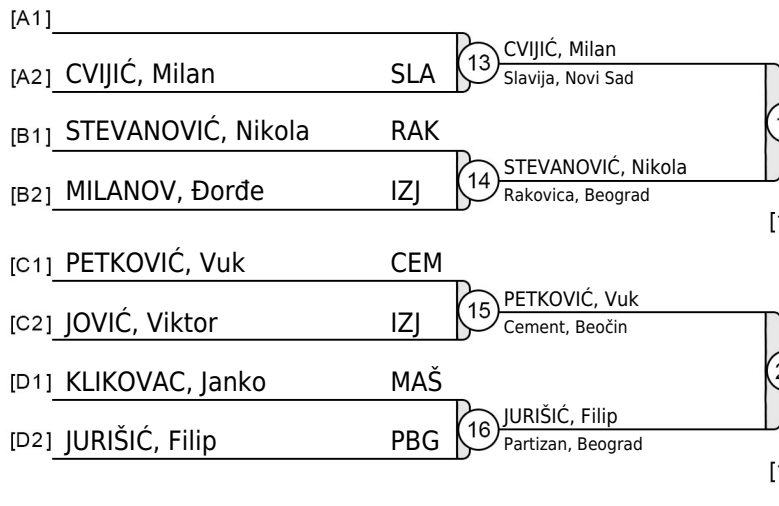 [A1]
[A2] CVIJIĆ, Milan SLA
13
CVIJIĆ, Milan
Slavija, Novi Sad
[B1] STEVANOVIĆ, Nikola RAK
[B2] MILANOV, Đorđe IZJ
14
STEVANOVIĆ, Nikola
Rakovica, Beograd
[C1] PETKOVIĆ, Vuk CEM
[C2] JOVIĆ, Viktor IZJ
15
PETKOVIĆ, Vuk
Cement, Beočin
[D1] KLIKOVAC, Janko MAŠ
[D2] JURIŠIĆ, Filip PBG
16
JURIŠIĆ, Filip
Partizan, Beograd